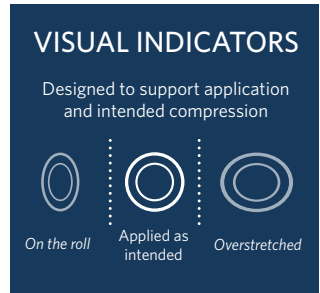 VISUAL INDICATORS
Designed to support application
and intended compression
On the roll
Applied as
intended
Overstretched